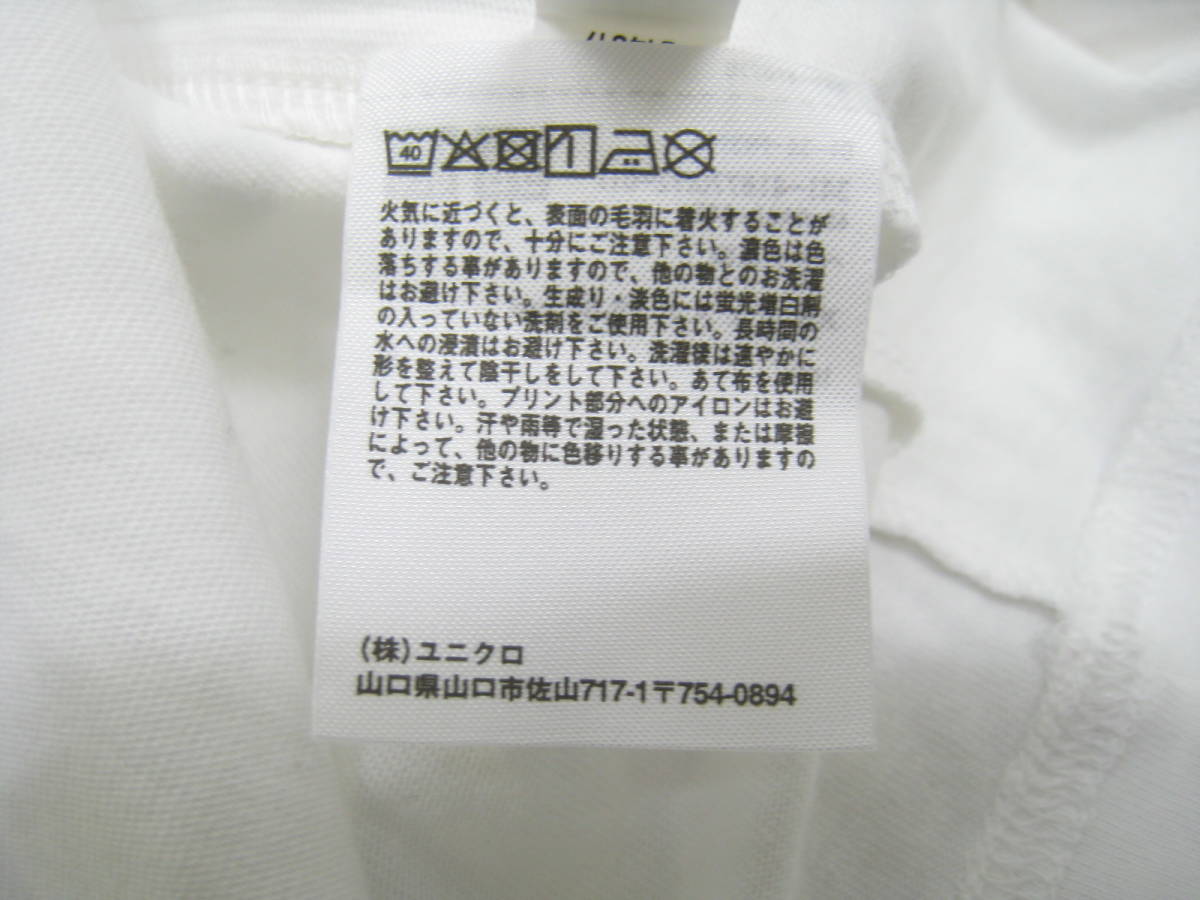 40
火気に近づくと、表面の毛羽に着火することが
ありますので、十分にご注意下さい。濃色は色
落ちする事がありますので、他の物とのお洗濯
はお避け下さい。生成り・淡色には蛍光増白剤
の入っていない洗剤をご使用下さい。長時間の
水への浸漬はお避け下さい。洗濯後は速やかに
形を整えて陰干しをして下さい。あて布を使用
して下さい。プリント部分へのアイロンはお避
け下さい。汗や雨等で湿った状態、または摩擦
によって、他の物に色移りする事がありますの
で、ご注意下さい。
(株)ユニクロ
山口県山口市佐山717-1〒754-0894